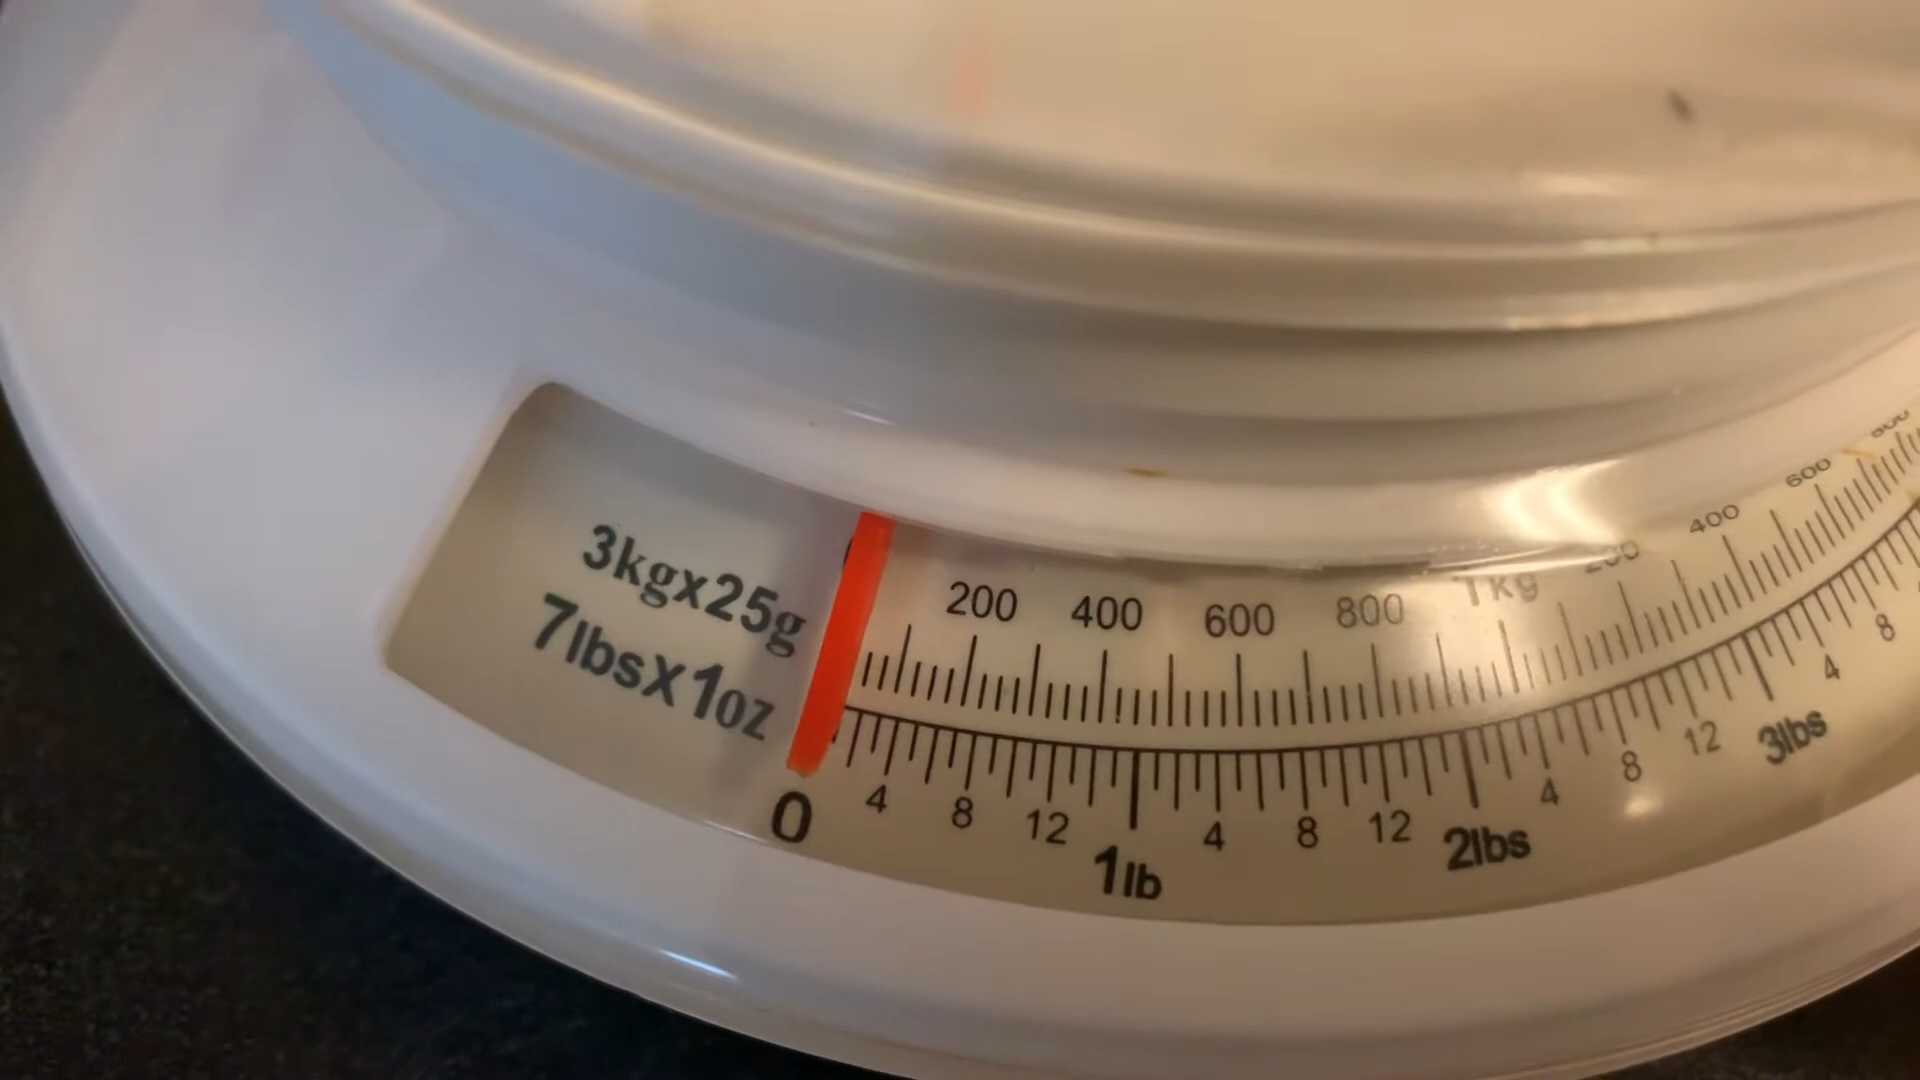 3kgx25g
7lbsx1oz
200 400 600 800 1kg 200 400 600 800
0 4 8 12 1lb 4 8 12 2lbs 4 8 12 3lbs 4 8